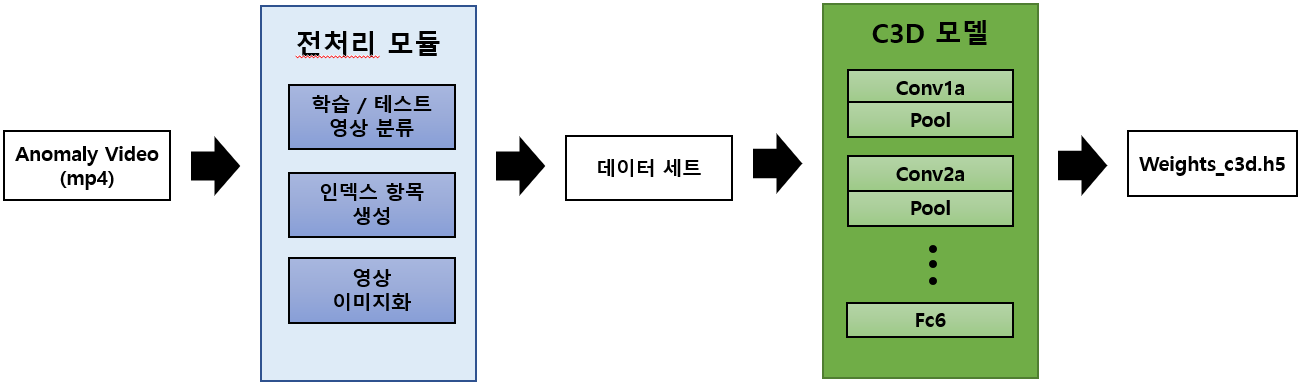 Anomaly Video
(mp4)
전처리 모듈
학습 / 테스트
영상 분류
인덱스 항목
생성
영상
이미지화
데이터 세트
C3D 모델
Conv1a
Pool
Conv2a
Pool
Fc6
Weights_c3d.h5